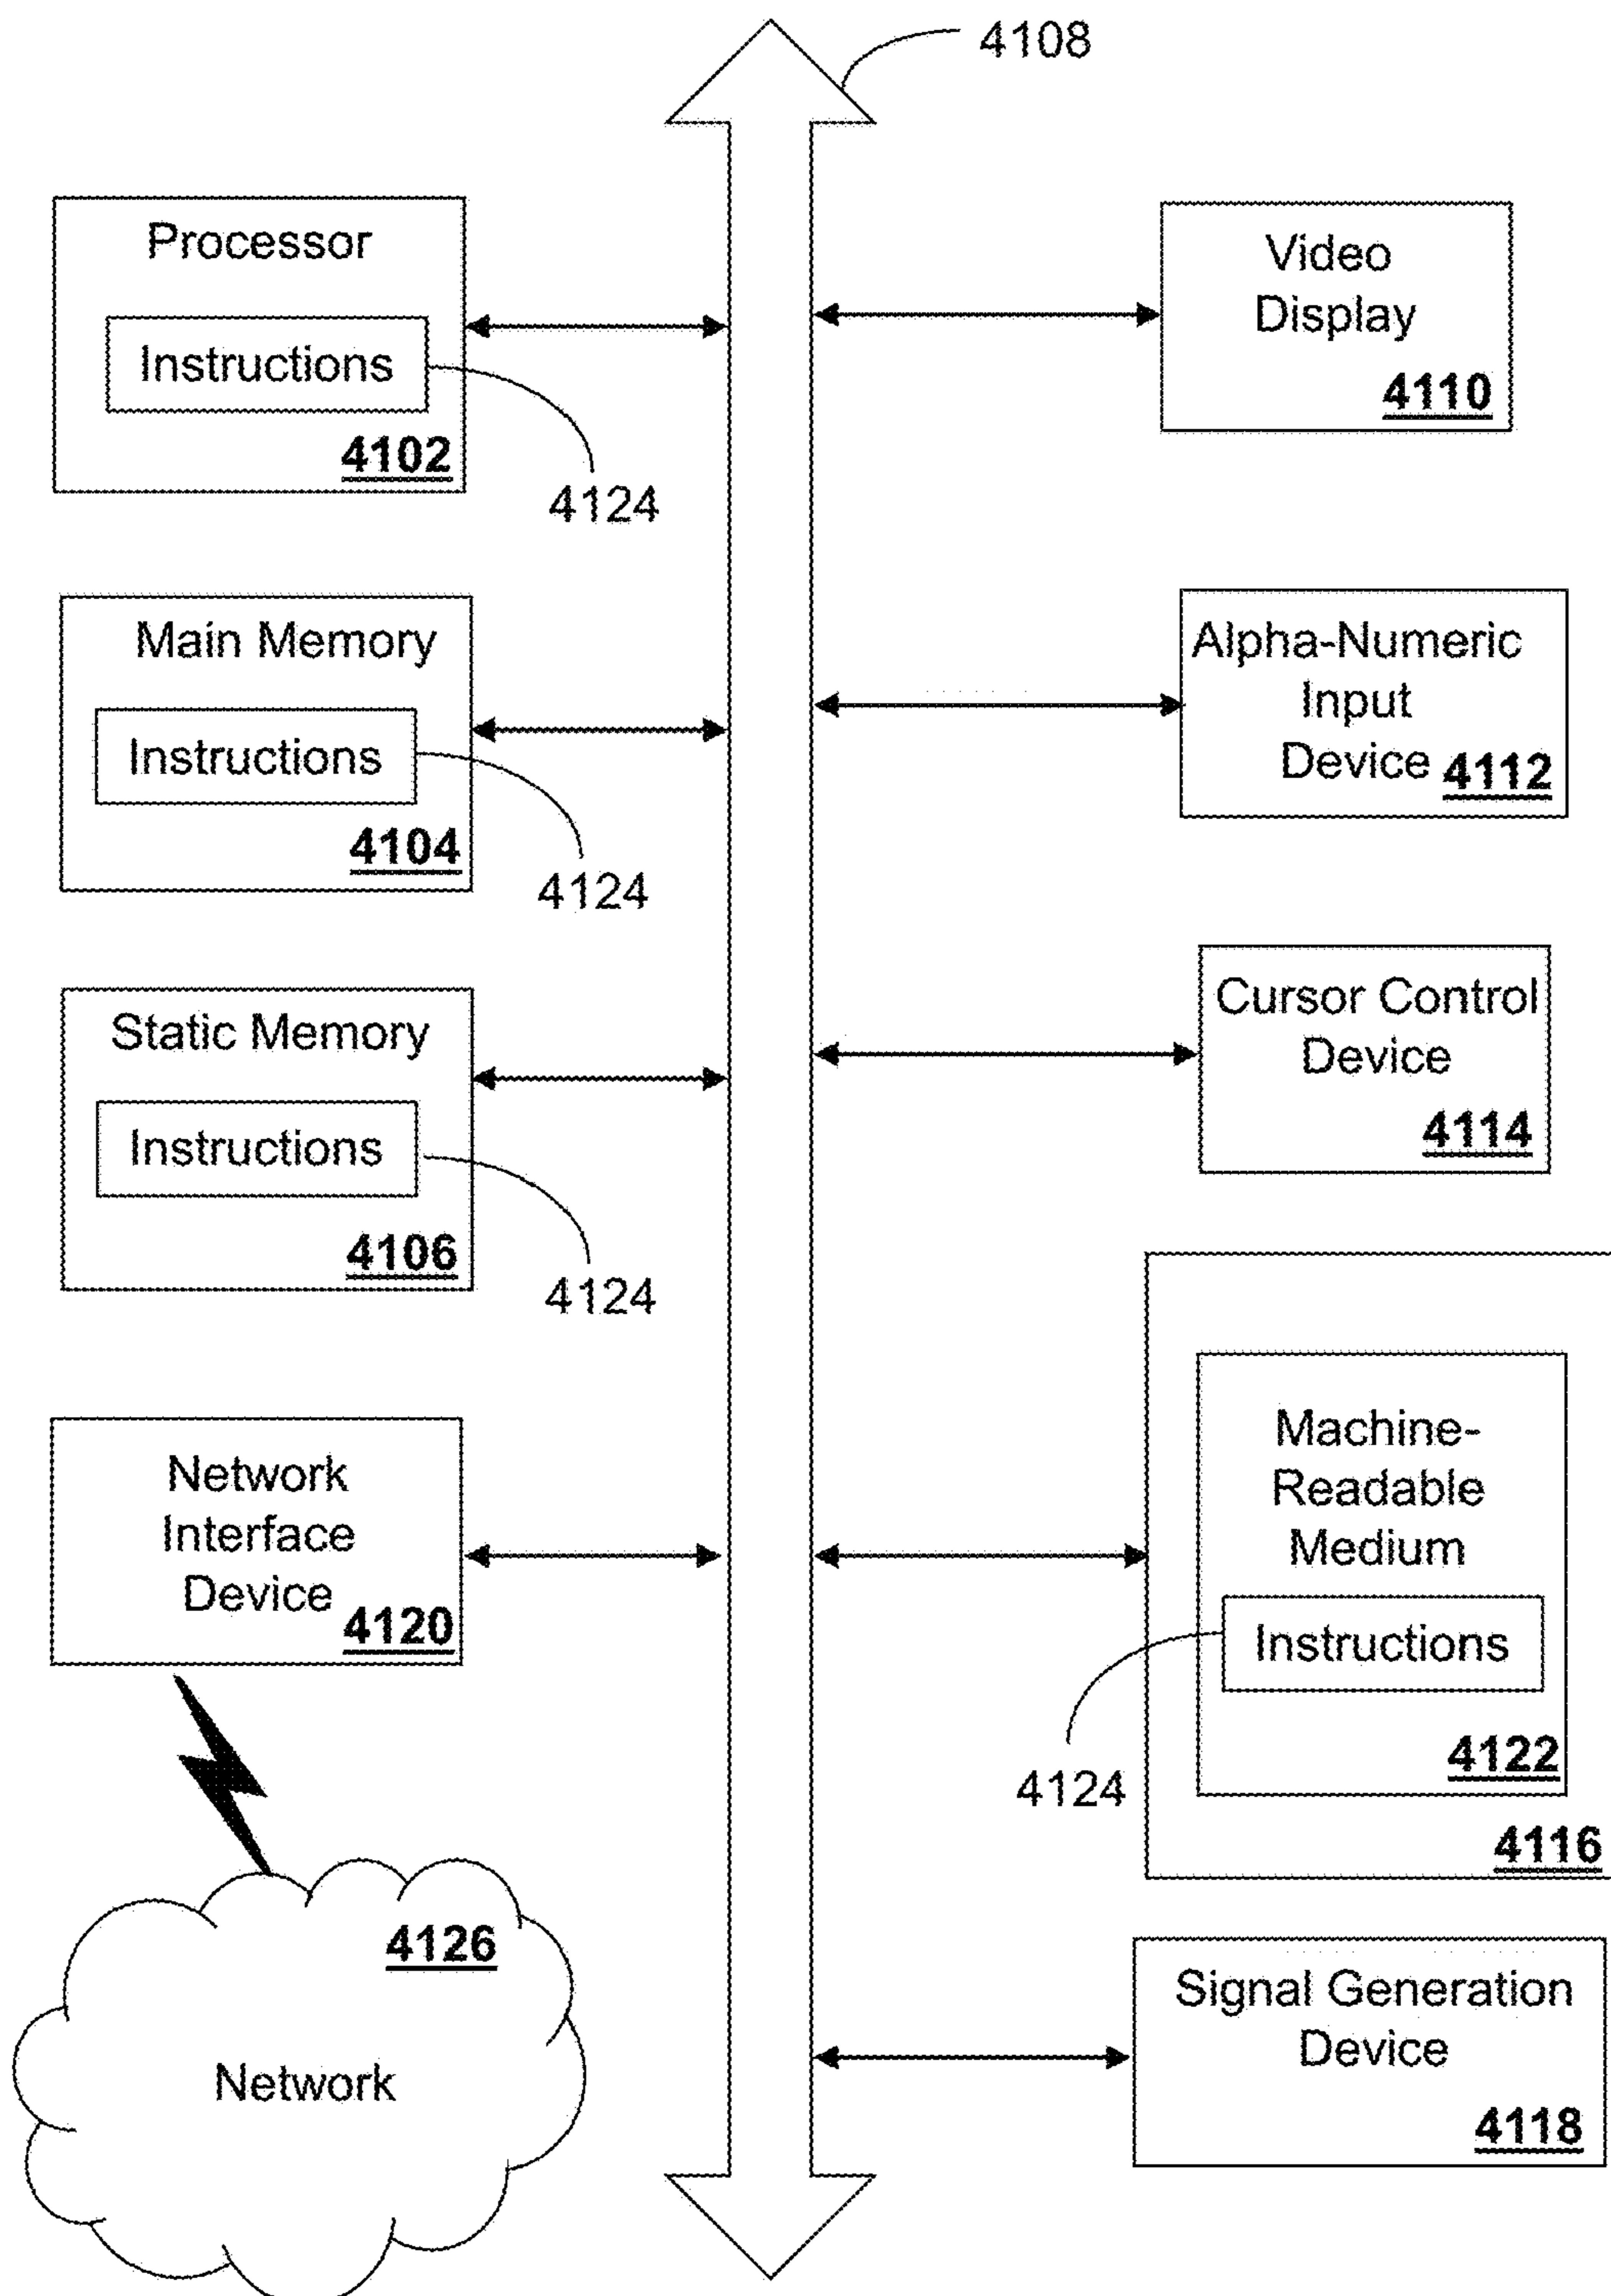 4108
Processor
Instructions
4102
4124
Main Memory
Instructions
4104
4124
Static Memory
Instructions
4106
4124
Network
Interface
Device
4120
4126
Network
Video
Display
4110
Alpha-Numeric
Input
Device 4112
Cursor Control
Device
4114
Machine-
Readable
Medium
Instructions
4122
4124
4116
Signal Generation
Device
4118